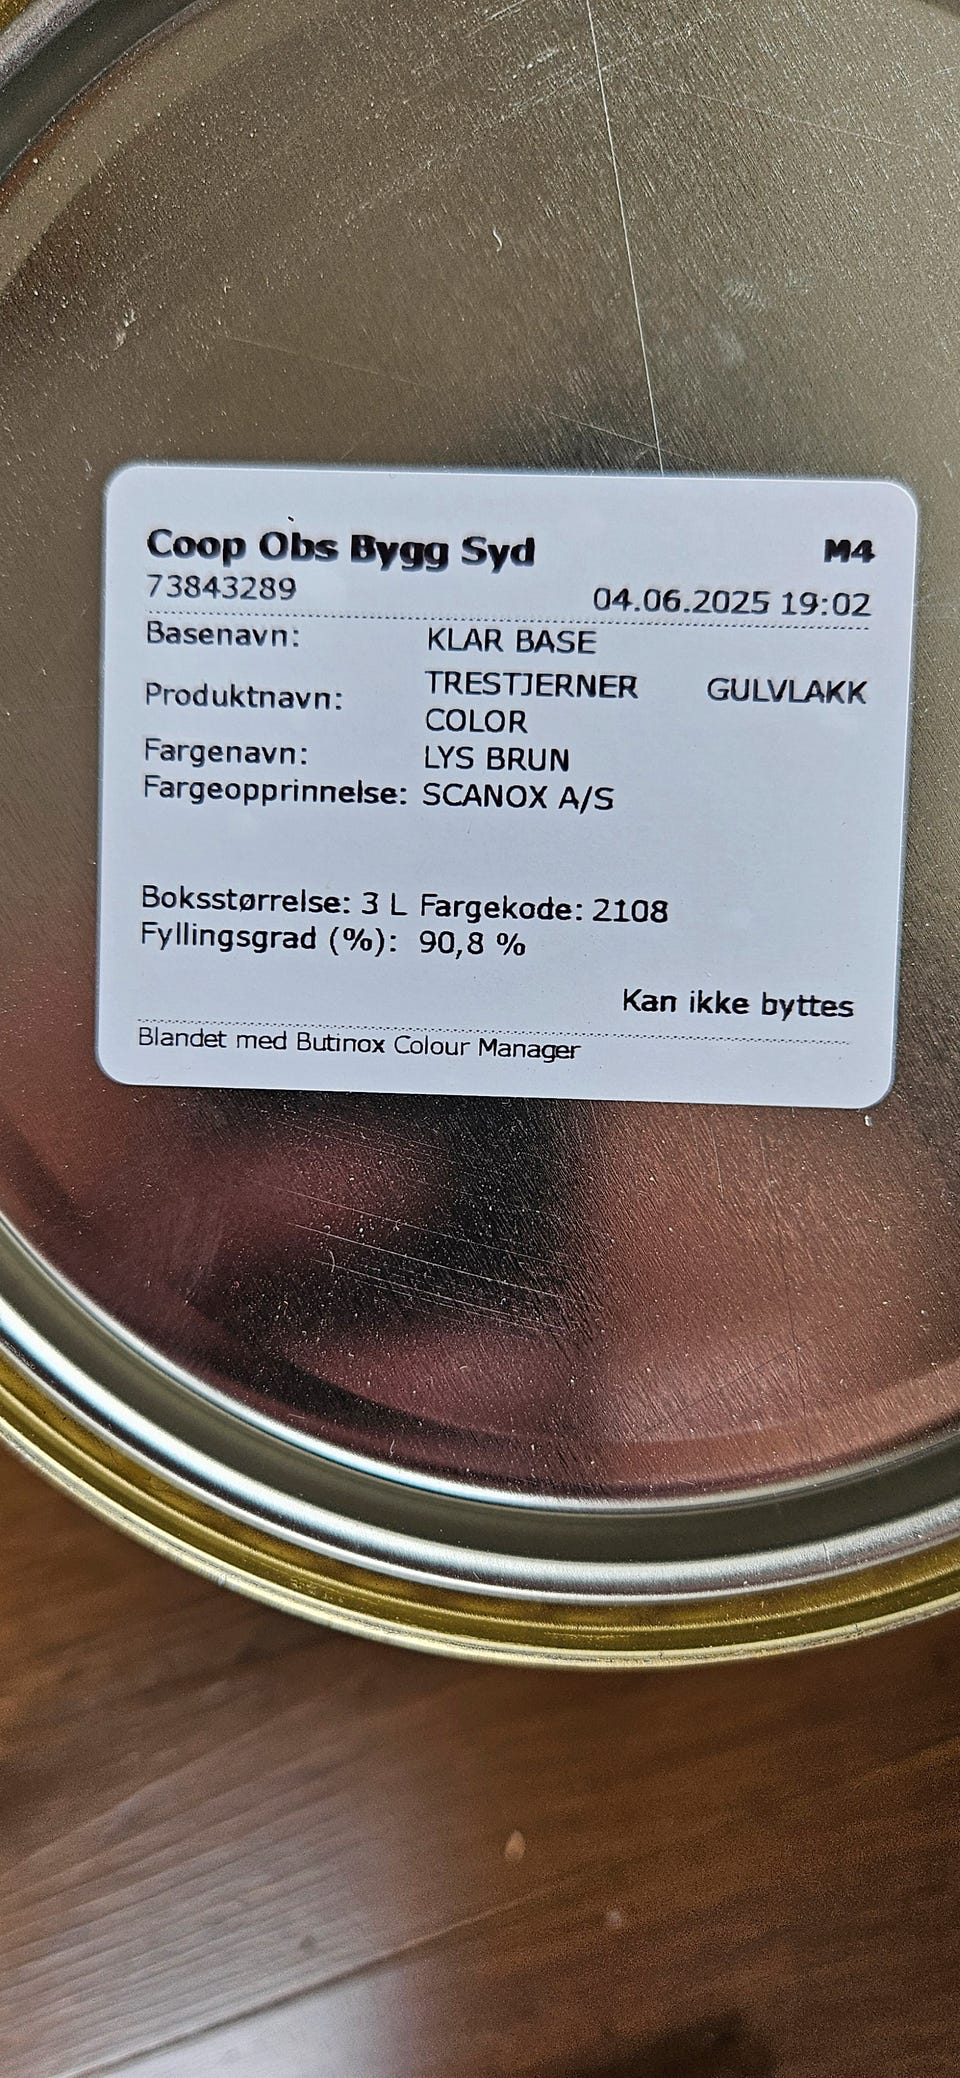 Coop Obs Bygg Syd M4
73843289 04.06.2025 19:02
Basenavn: KLAR BASE
Produktnavn: TRESTJERNER GULVLAKK
COLOR
Fargenavn: LYS BRUN
Fargeopprinnelse: SCANOX A/S
Boksstørrelse: 3 L Fargekode: 2108
Fyllingsgrad (%): 90,8 %
Kan ikke byttes
Blandet med Butinox Colour Manager